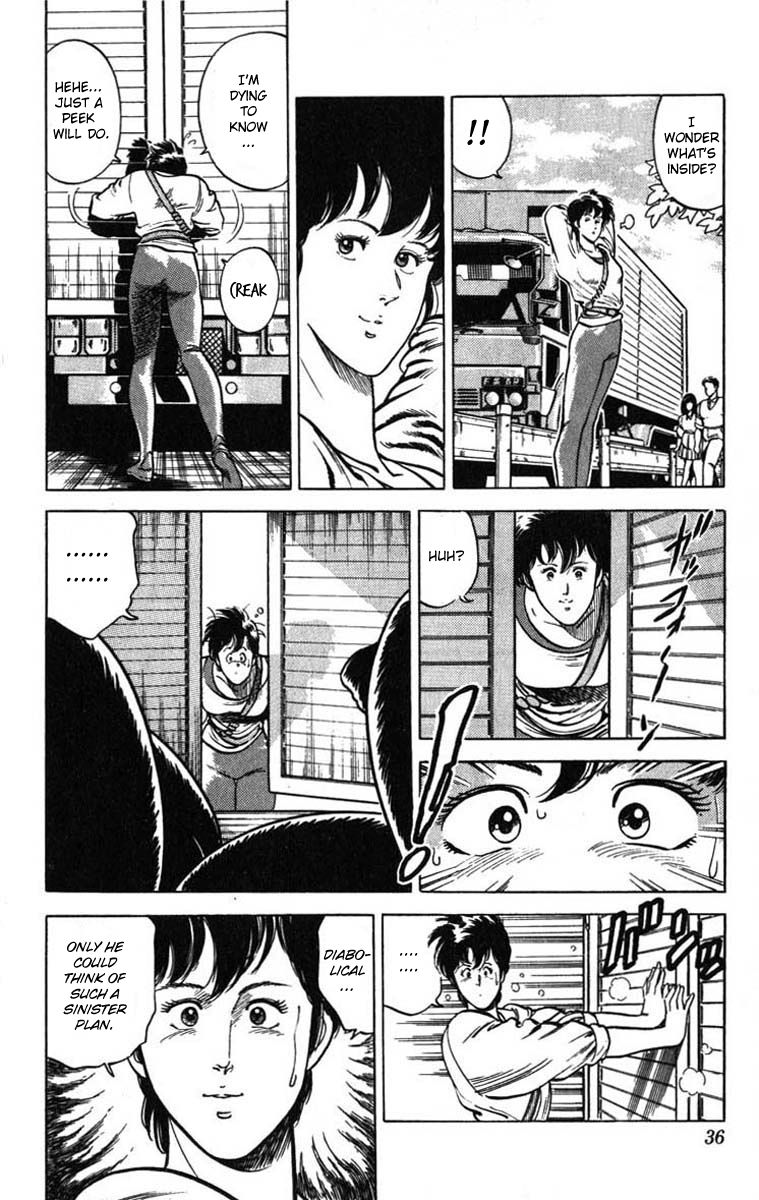 I
WONDER
WHAT'S
INSIDE?
!!
I'M
DYING
TO
KNOW
...
HEHE...
JUST A
PEEK
WILL DO.
CREAK
HUH?
!
......
......
....
....
DIABO-
LICAL
...
ONLY HE
COULD
THINK OF
SUCH A
SINISTER
PLAN.
36